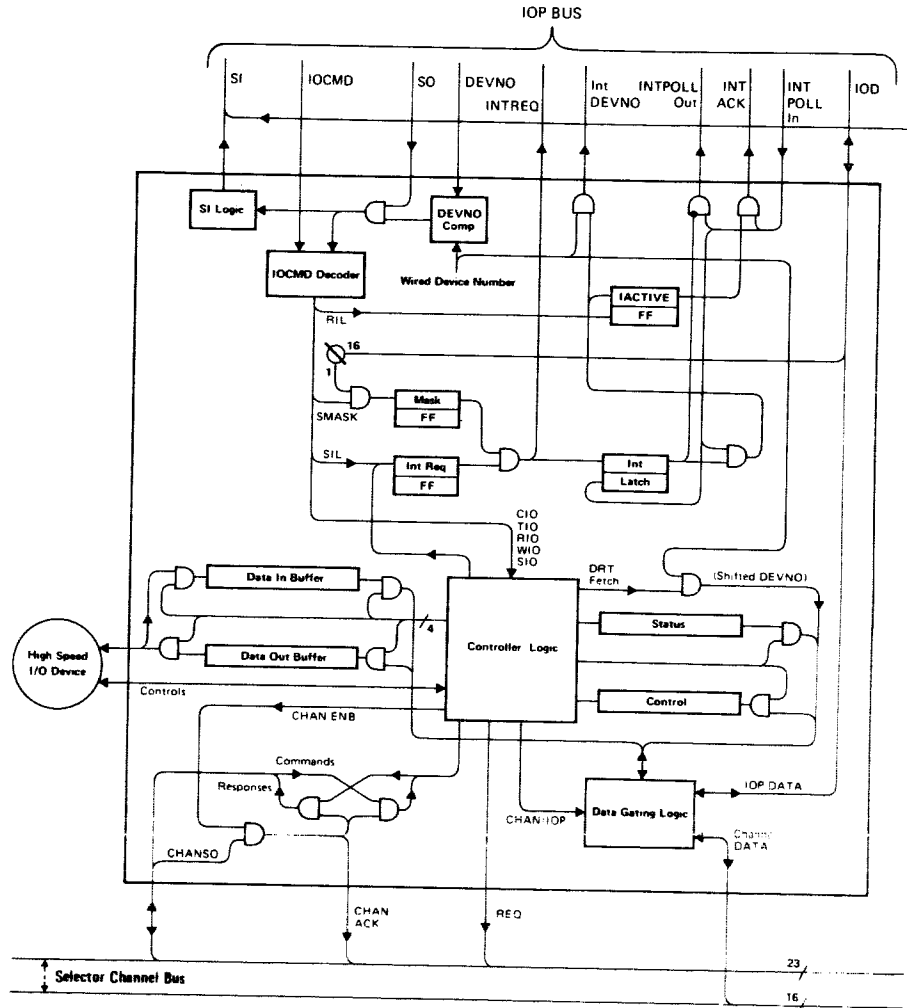 IOP BUS
SI
IOCMD
SO
DEVNO
INTREQ
Int
DEVNO
INTPOLL
Out
INT
ACK
INT
POLL
In
IOD
SI Logic
DEVNO
Comp
IOCMD Decoder
Wired Device Number
IACTIVE
FF
RIL
16
1
SMASK
Mask
FF
SIL
Int Req
FF
Int
Latch
CIO
TIO
RIO
WIO
SIO
DRT
Fetch
(Shifted DEVNO)
Data In Buffer
4
Status
High Speed
I/O Device
Data Out Buffer
Controller Logic
Controls
Control
CHAN ENB
Commands
Responses
CHAN/IOP
Data Gating Logic
IOP DATA
Channel
DATA
CHANSO
CHAN
ACK
REQ
Selector Channel Bus
23
16